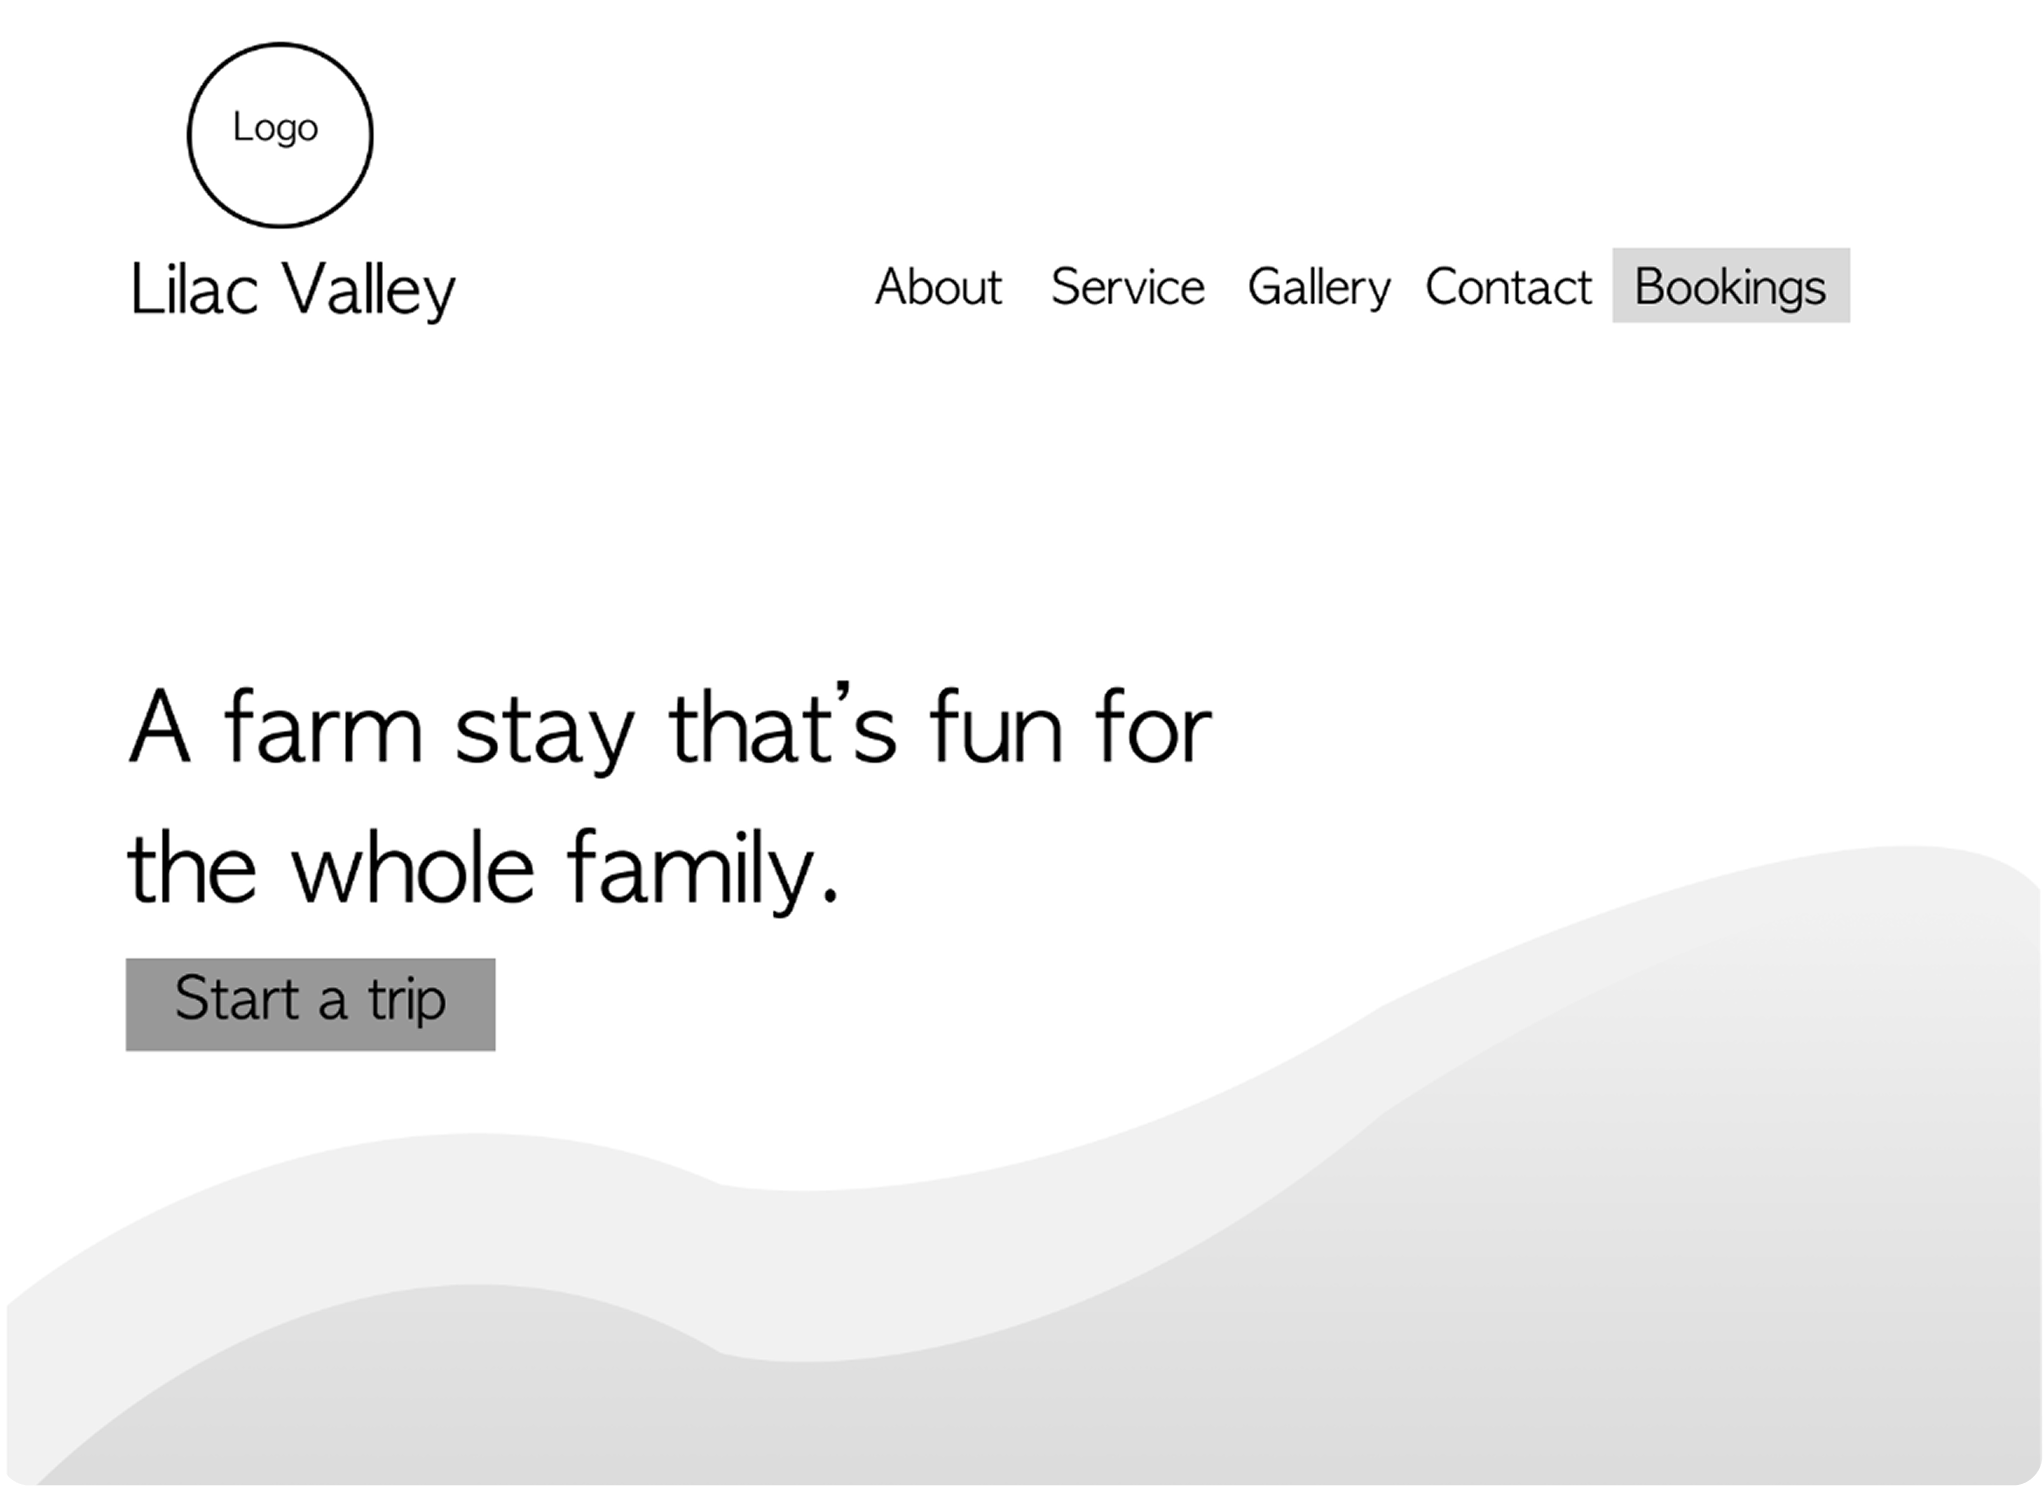 Logo
Lilac Valley
About Service Gallery Contact Bookings
A farm stay that’s fun for
the whole family.
Start a trip